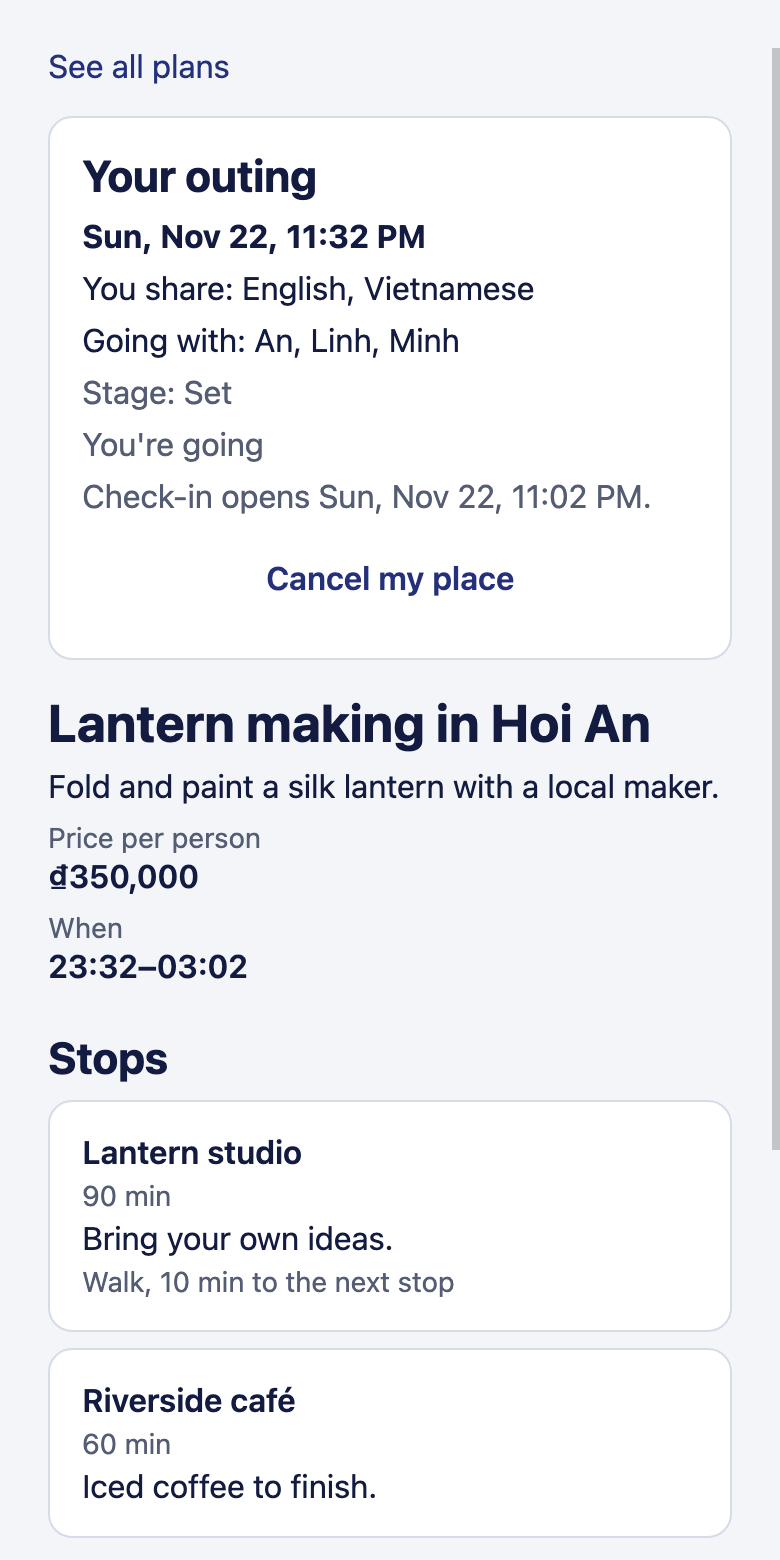 See all plans
Your outing
Sun, Nov 22, 11:32 PM
You share: English, Vietnamese
Going with: An, Linh, Minh
Stage: Set
You're going
Check-in opens Sun, Nov 22, 11:02 PM.
Cancel my place
Lantern making in Hoi An
Fold and paint a silk lantern with a local maker.
Price per person
₫350,000
When
23:32–03:02
Stops
Lantern studio
90 min
Bring your own ideas.
Walk, 10 min to the next stop
Riverside café
60 min
Iced coffee to finish.